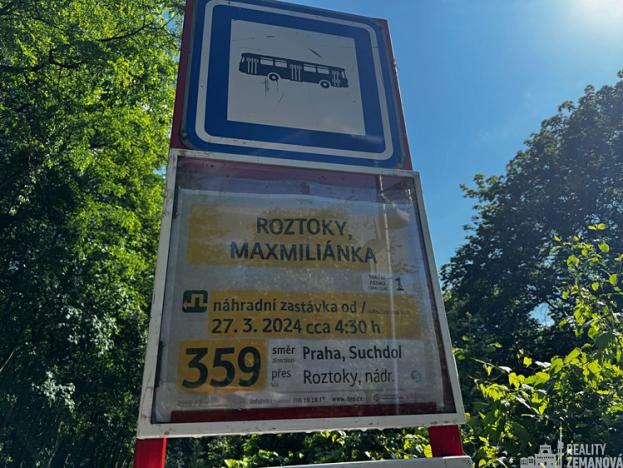 ROZTOKY,
MAXMILIÁNKA
1
náhradní zastávka od /
27. 3. 2024 cca 4:30 h
359
směr Praha, Suchdol
přes Roztoky, nádr.
REALITY
ZEMANOVÁ